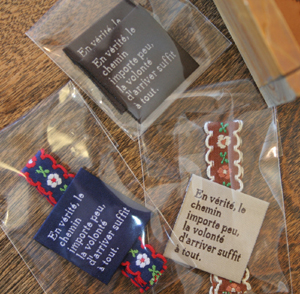 En vérité, le
chemin
importe peu,
la volonté
d'arriver suffit
à tout.
En vérité, le
chemin
importe peu,
la volonté
d'arriver suffit
à tout.
En vérité, le
chemin
importe peu,
la volonté
d'arriver suffit
à tout.